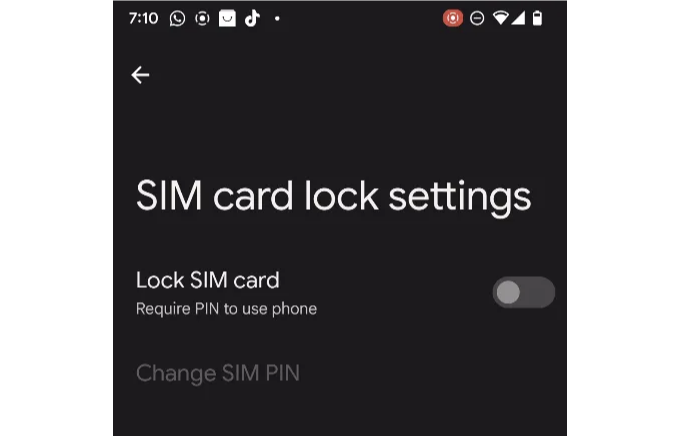 7:10
SIM card lock settings
Lock SIM card
Require PIN to use phone
Change SIM PIN